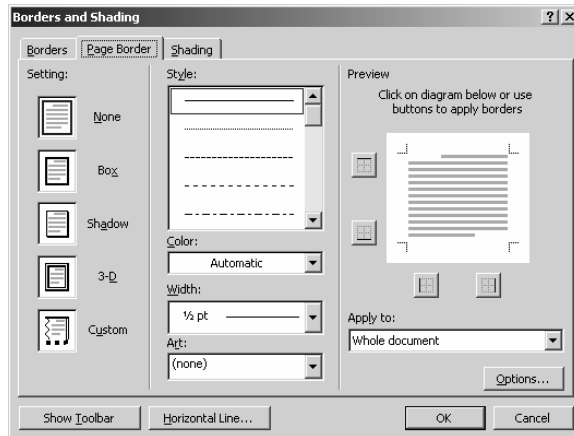 Borders and Shading
Borders Page Border Shading
Setting:
None
Box
Shadow
3-D
Custom
Style:
Color:
Automatic
Width:
½ pt
Art:
(none)
Preview
Click on diagram below or use
buttons to apply borders
Apply to:
Whole document
Options...
Show Toolbar Horizontal Line... OK Cancel